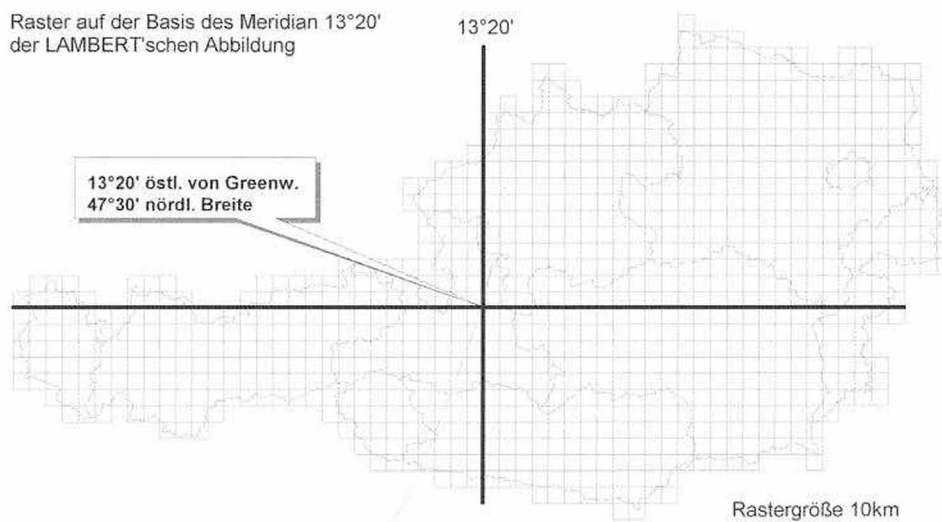 Raster auf der Basis des Meridian 13°20'
der LAMBERT'schen Abbildung
13°20'
13°20' östl. von Greenw.
47°30' nördl. Breite
Rastergröße 10km